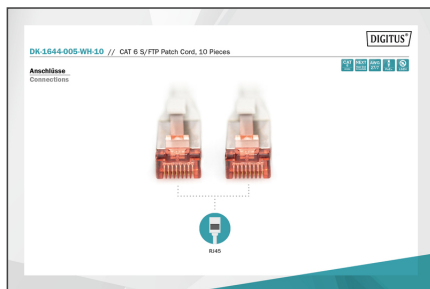 DIGITUS®
DK-1644-005-WH-10 // CAT 6 S/FTP Patch Cord, 10 Pieces
Anschlüsse
Connections
RJ45